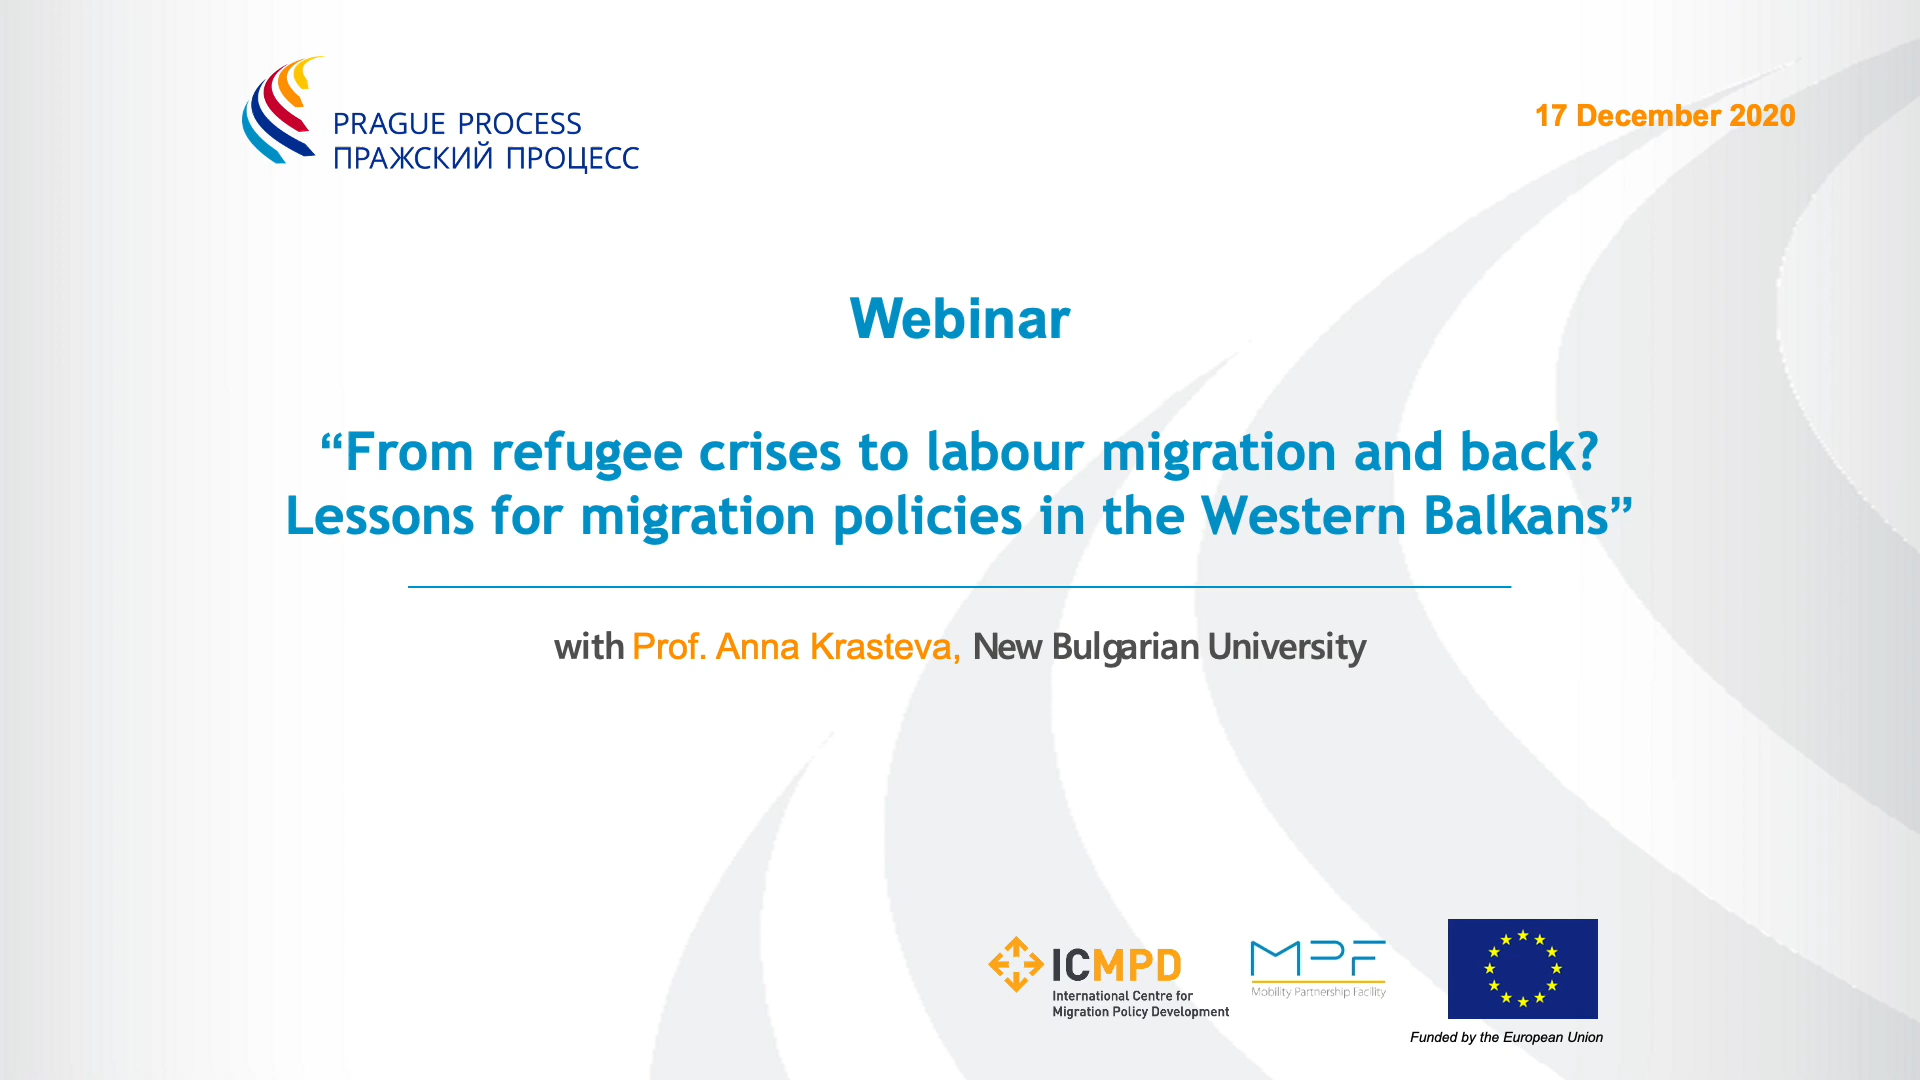 PRAGUE PROCESS
ПРАЖСКИЙ ПРОЦЕСС
17 December 2020
Webinar
“From refugee crises to labour migration and back?
Lessons for migration policies in the Western Balkans”
with Prof. Anna Krasteva, New Bulgarian University
ICMPD
International Centre for
Migration Policy Development
MPF
Mobility Partnership Facility
Funded by the European Union